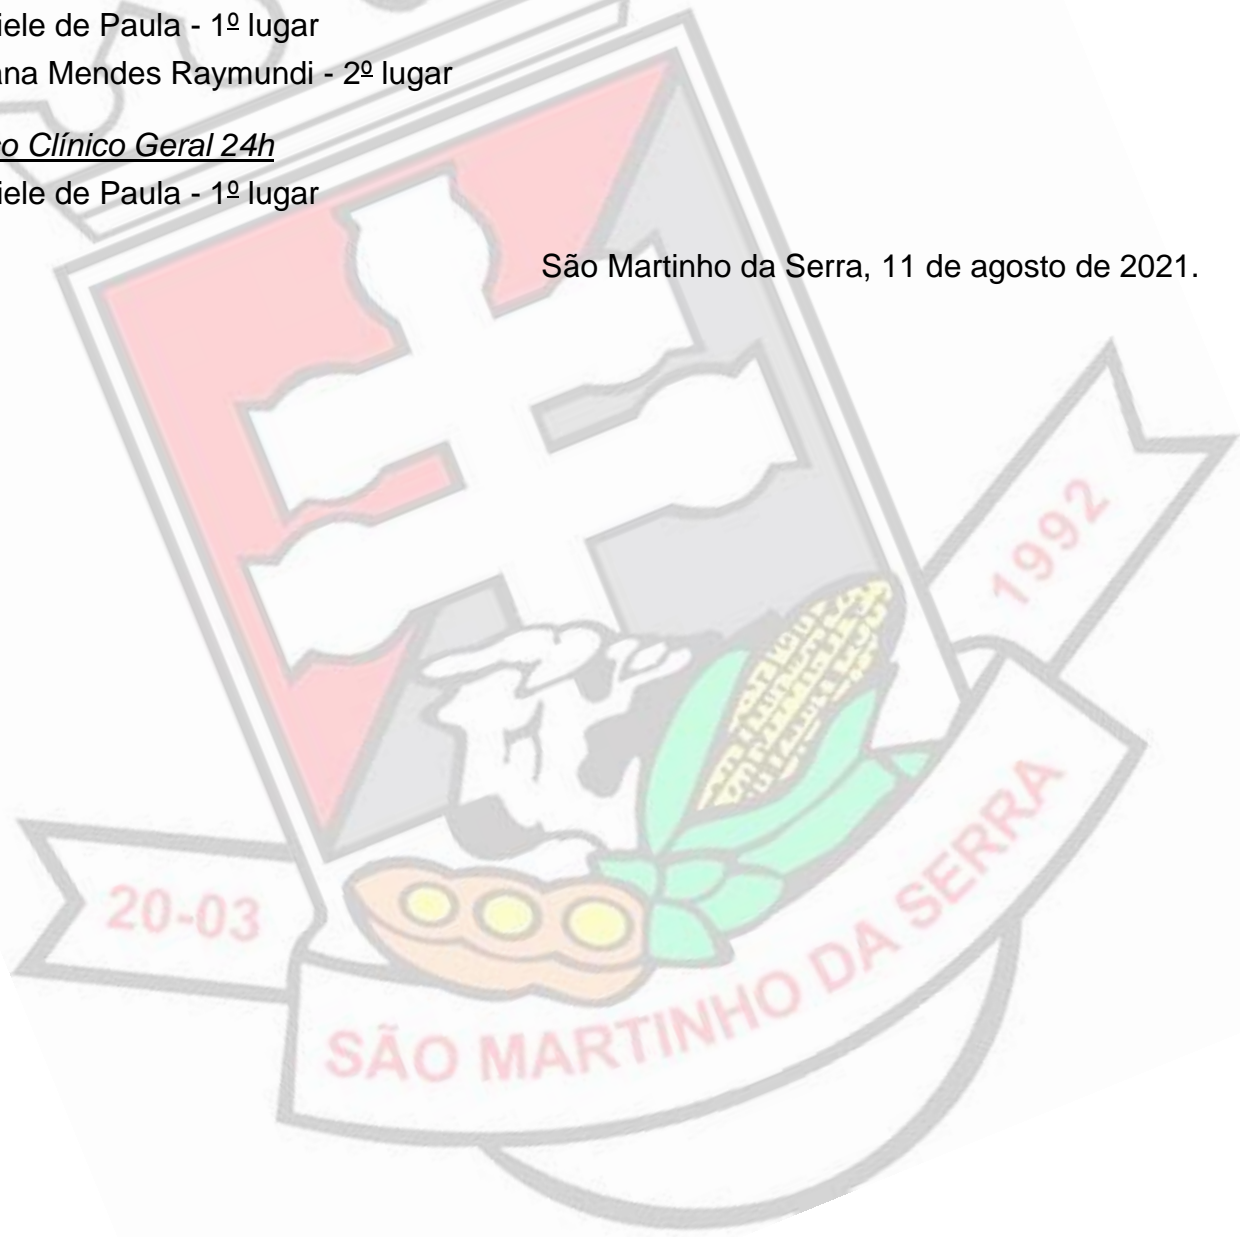 iele de Paula - 1º lugar
ana Mendes Raymundi - 2º lugar
o Clínico Geral 24h
iele de Paula - 1º lugar
São Martinho da Serra, 11 de agosto de 2021.
1992
20-03
SÃO MARTINHO DA SERRA